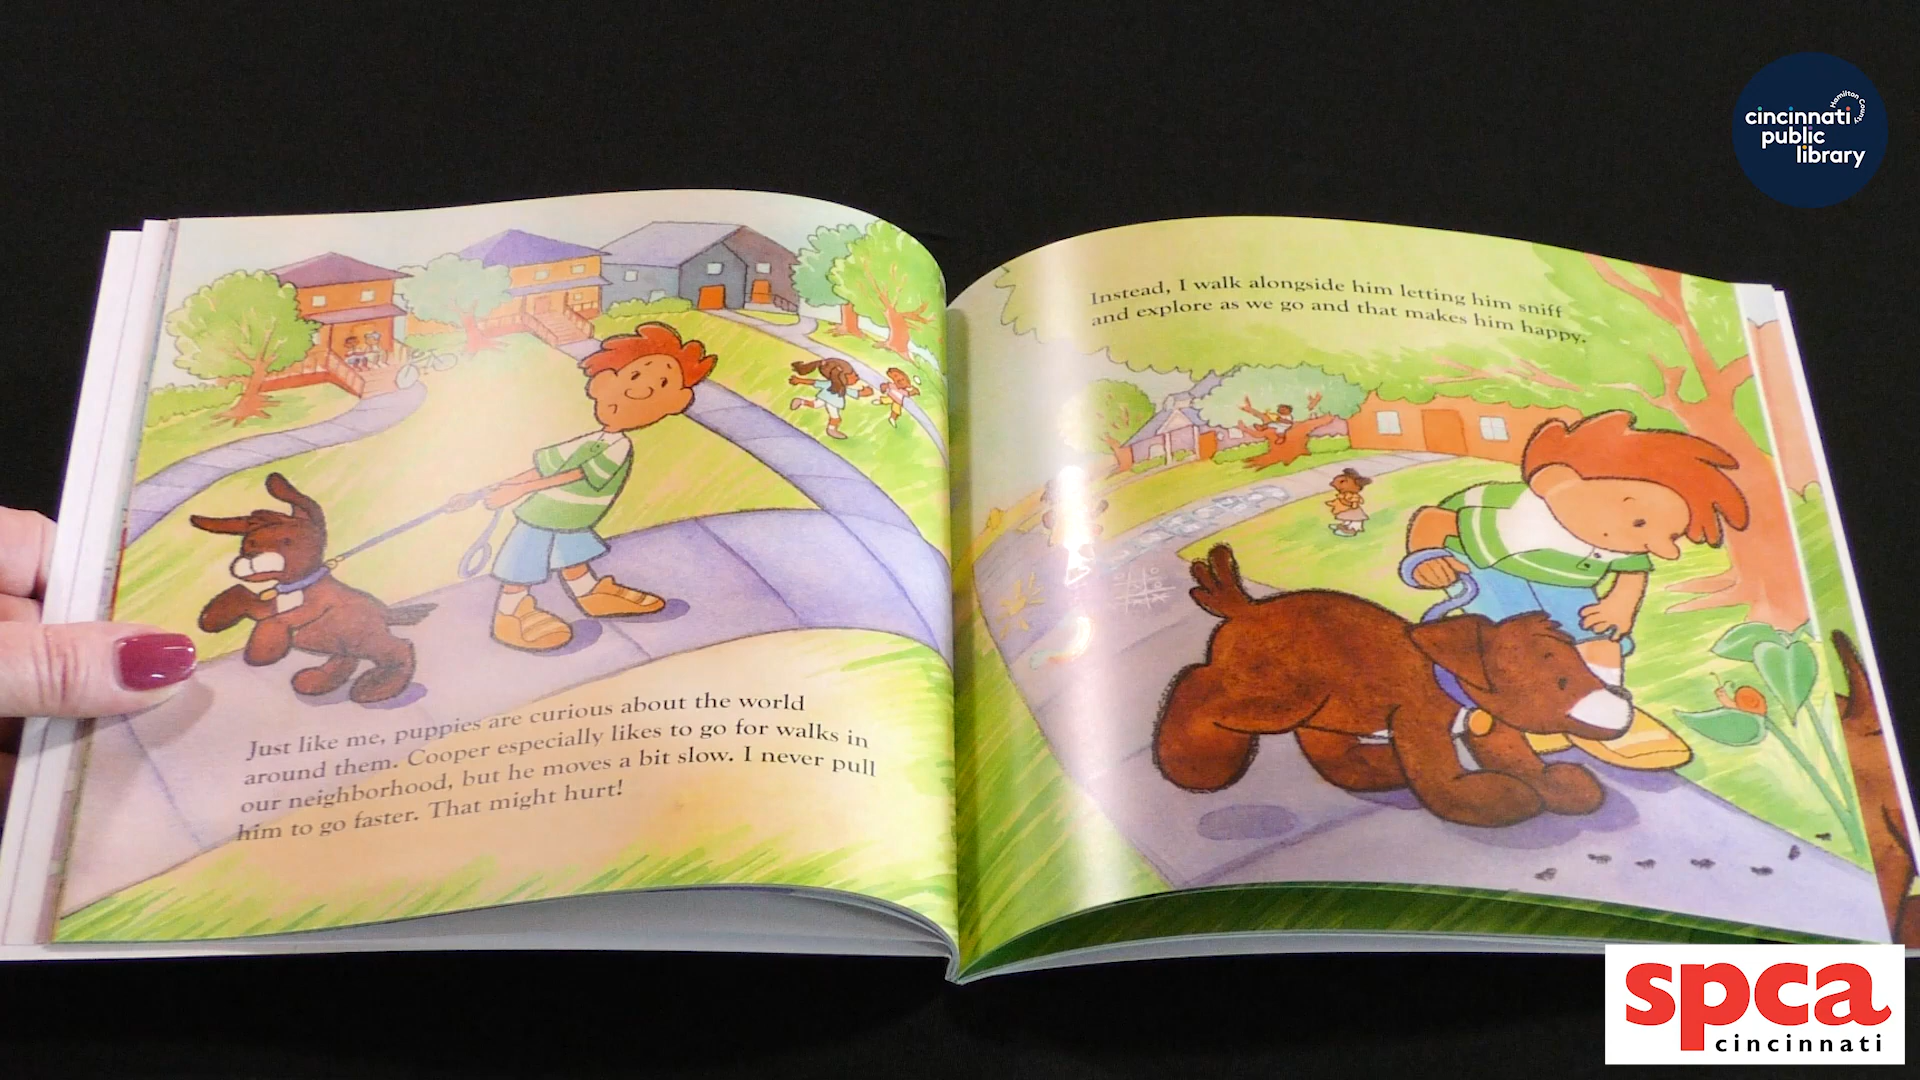 Just like me, puppies are curious about the world
around them. Cooper especially likes to go for walks in
our neighborhood, but he moves a bit slow. I never pull
him to go faster. That might hurt!
Instead, I walk alongside him letting him sniff
and explore as we go and that makes him happy.
Hamilton County
cincinnati
public
library
spca
cincinnati